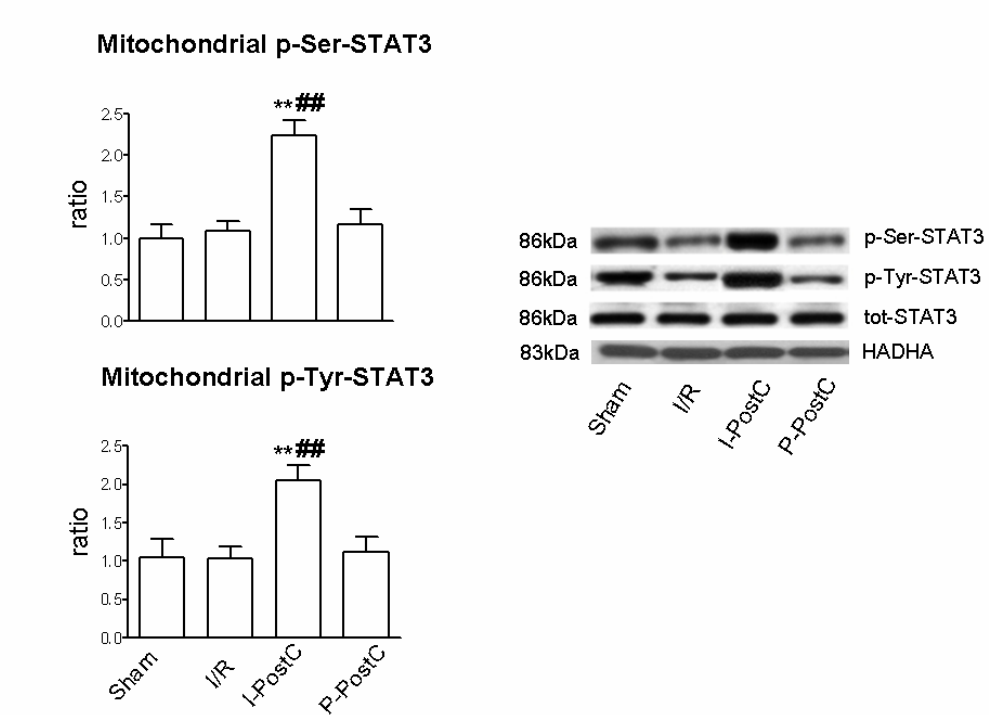 Mitochondrial p-Ser-STAT3
**##
2.5
2.0
1.5
1.0
0.5
0.0
ratio
Mitochondrial p-Tyr-STAT3
**##
2.5
2.0
1.5
1.0
0.5
0.0
ratio
Sham
I/R
I-PostC
P-PostC
86kDa p-Ser-STAT3
86kDa p-Tyr-STAT3
86kDa tot-STAT3
83kDa HADHA
Sham
I/R
I-PostC
P-PostC